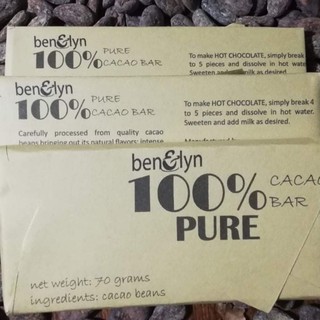 ben&lyn
100% PURE
CACAO BAR
To make HOT CHOCOLATE, simply break
to 5 pieces and dissolve in hot water.
Sweeten and add milk as desired.
ben&lyn
100% PURE
CACAO BAR
To make HOT CHOCOLATE, simply break 4
to 5 pieces and dissolve in hot water.
Sweeten and add milk as desired.
Carefully processed from quality cacao
beans bringing out its natural flavors: intense
ben&lyn
100% CACAO
BAR
PURE
net weight: 70 grams
ingredients: cacao beans